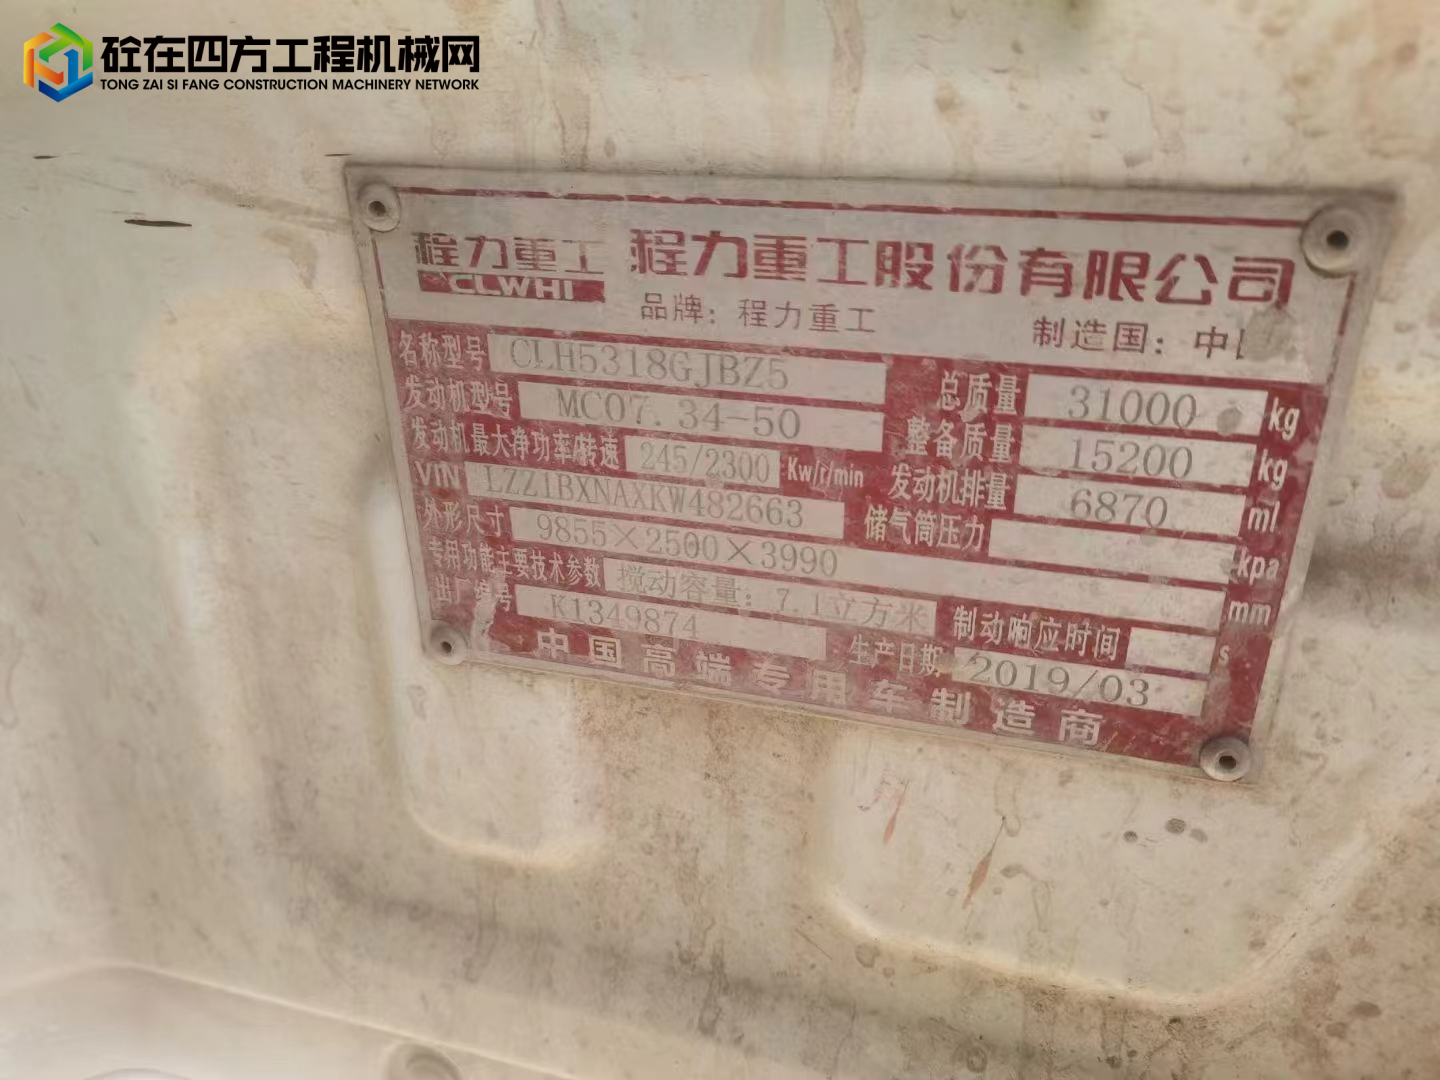 砼在四方工程机械网
TONG ZAI SI FANG CONSTRUCTION MACHINERY NETWORK
程力重工 程力重工股份有限公司
CLWHI
品牌：程力重工 制造国：中
名称型号 CLH5318GJBZ5 总质量 31000 kg
发动机型号 MC07.34-50 整备质量 15200 kg
发动机最大净功率/转速 245/2300 Kw/r/min 发动机排量 6870 ml
VIN LZZ1BXNAXKW482663 储气筒压力 kpa
外形尺寸 9855×2500×3990 mm
专用功能主要技术参数 搅动容量：7.1立方米 制动响应时间 s
出厂编号 K1349874 生产日期 2019/03
中国高端专用车制造商